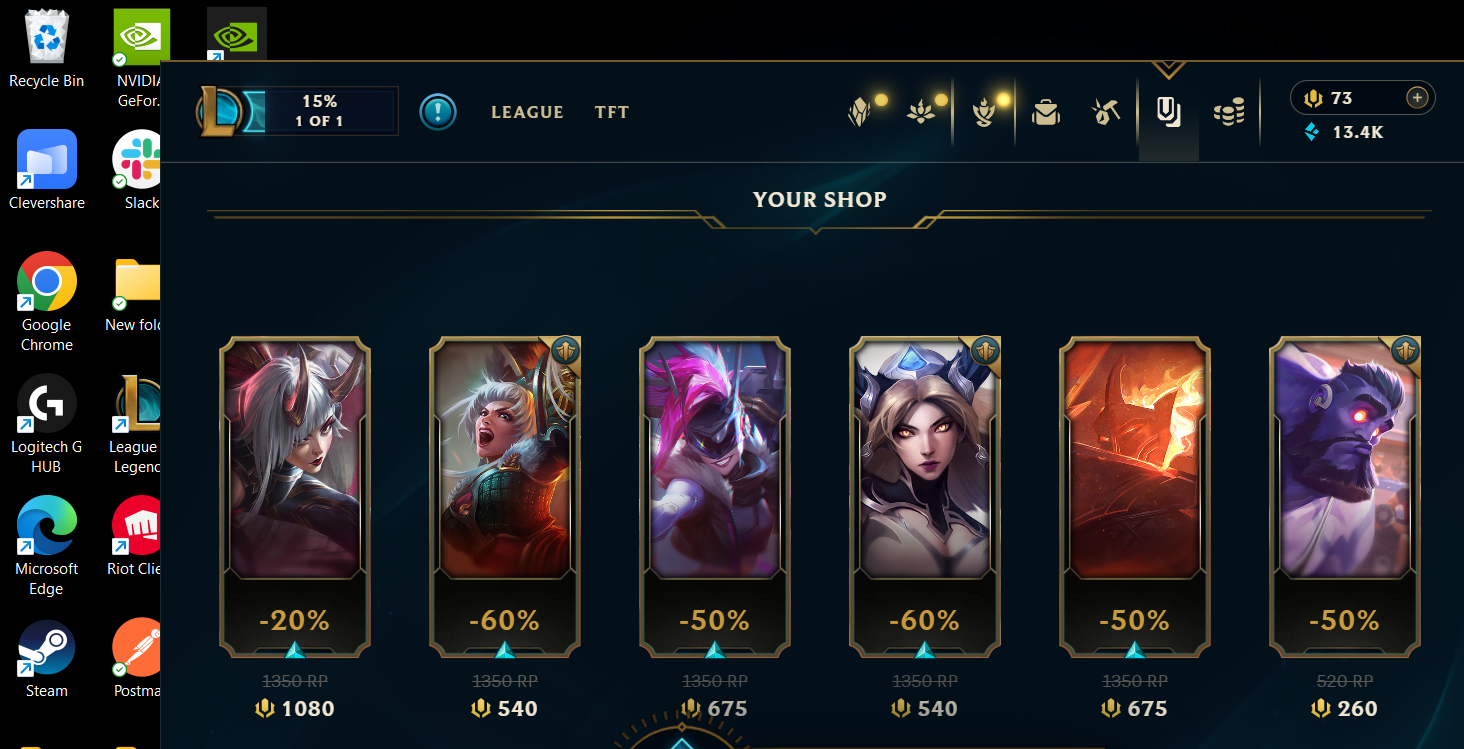 Recycle Bin
NVIDIA
GeFor.
Clevershare
Slack
Google
Chrome
New fol
Logitech G
HUB
League
Legend
Microsoft
Edge
Riot Clie
Steam
Postma
15%
1 OF 1
LEAGUE
TFT
73
13.4K
YOUR SHOP
-20%
-60%
-50%
-60%
-50%
-50%
1350 RP
1350 RP
1350 RP
1350 RP
1350 RP
520 RP
1080
540
675
540
675
260